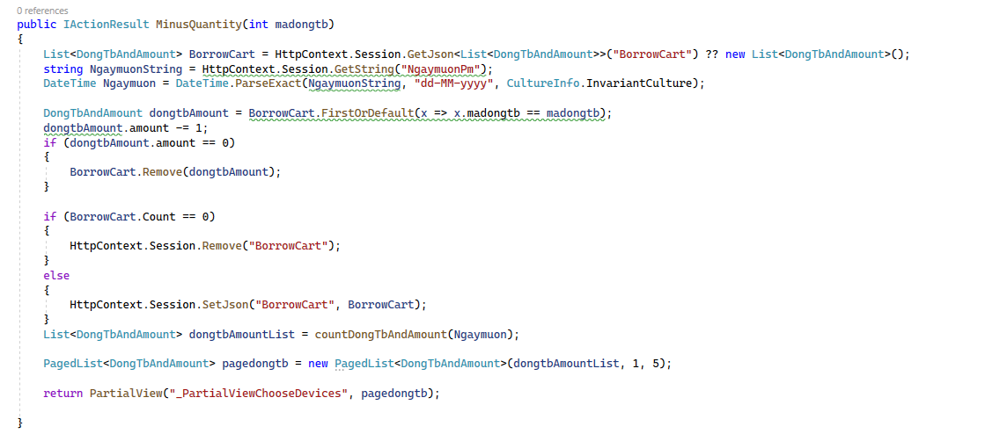 0 references
public IActionResult MinusQuantity(int madongtb)
{
List<DongTbAndAmount> BorrowCart = HttpContext.Session.GetJson<List<DongTbAndAmount>>("BorrowCart") ?? new List<DongTbAndAmount>();
string NgaymuonString = HttpContext.Session.GetString("NgaymuonPm");
DateTime Ngaymuon = DateTime.ParseExact(NgaymuonString, "dd-MM-yyyy", CultureInfo.InvariantCulture);
DongTbAndAmount dongtbAmount = BorrowCart.FirstOrDefault(x => x.madongtb == madongtb);
dongtbAmount.amount -= 1;
if (dongtbAmount.amount == 0)
{
BorrowCart.Remove(dongtbAmount);
}
if (BorrowCart.Count == 0)
{
HttpContext.Session.Remove("BorrowCart");
}
else
{
HttpContext.Session.SetJson("BorrowCart", BorrowCart);
}
List<DongTbAndAmount> dongtbAmountList = countDongTbAndAmount(Ngaymuon);
PagedList<DongTbAndAmount> pagedongtb = new PagedList<DongTbAndAmount>(dongtbAmountList, 1, 5);
return PartialView("_PartialViewChooseDevices", pagedongtb);
}